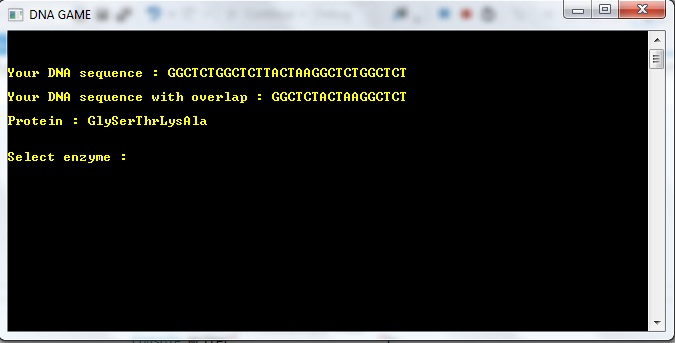 DNA GAME
Your DNA sequence : GGCTCTGGCTCTTACTAAGGCTCTGGCTCT
Your DNA sequence with overlap : GGCTCTACTAAGGCTCT
Protein : GlySerThrLysAla
Select enzyme :